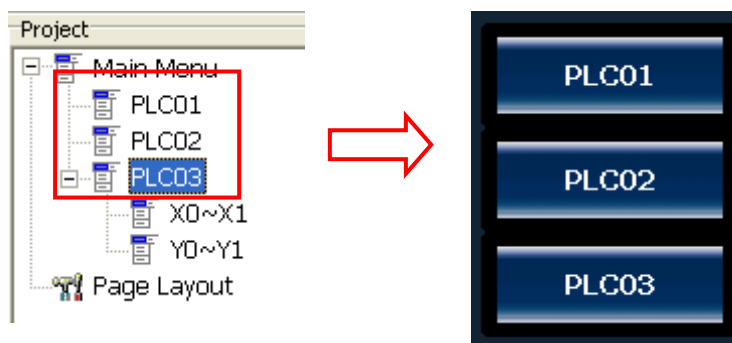 Project
Main Menu
PLC01
PLC02
PLC03
X0~X1
Y0~Y1
Page Layout
PLC01
PLC02
PLC03